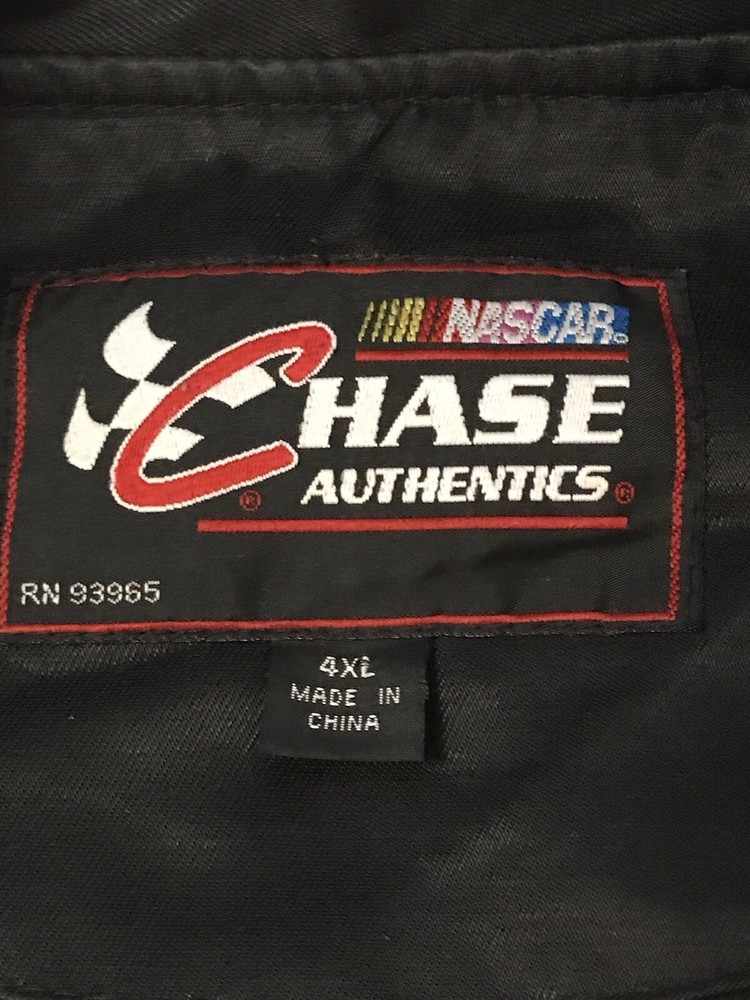 NASCAR®
CHASE
AUTHENTICS®
®
RN 93965
4XL
MADE IN
CHINA